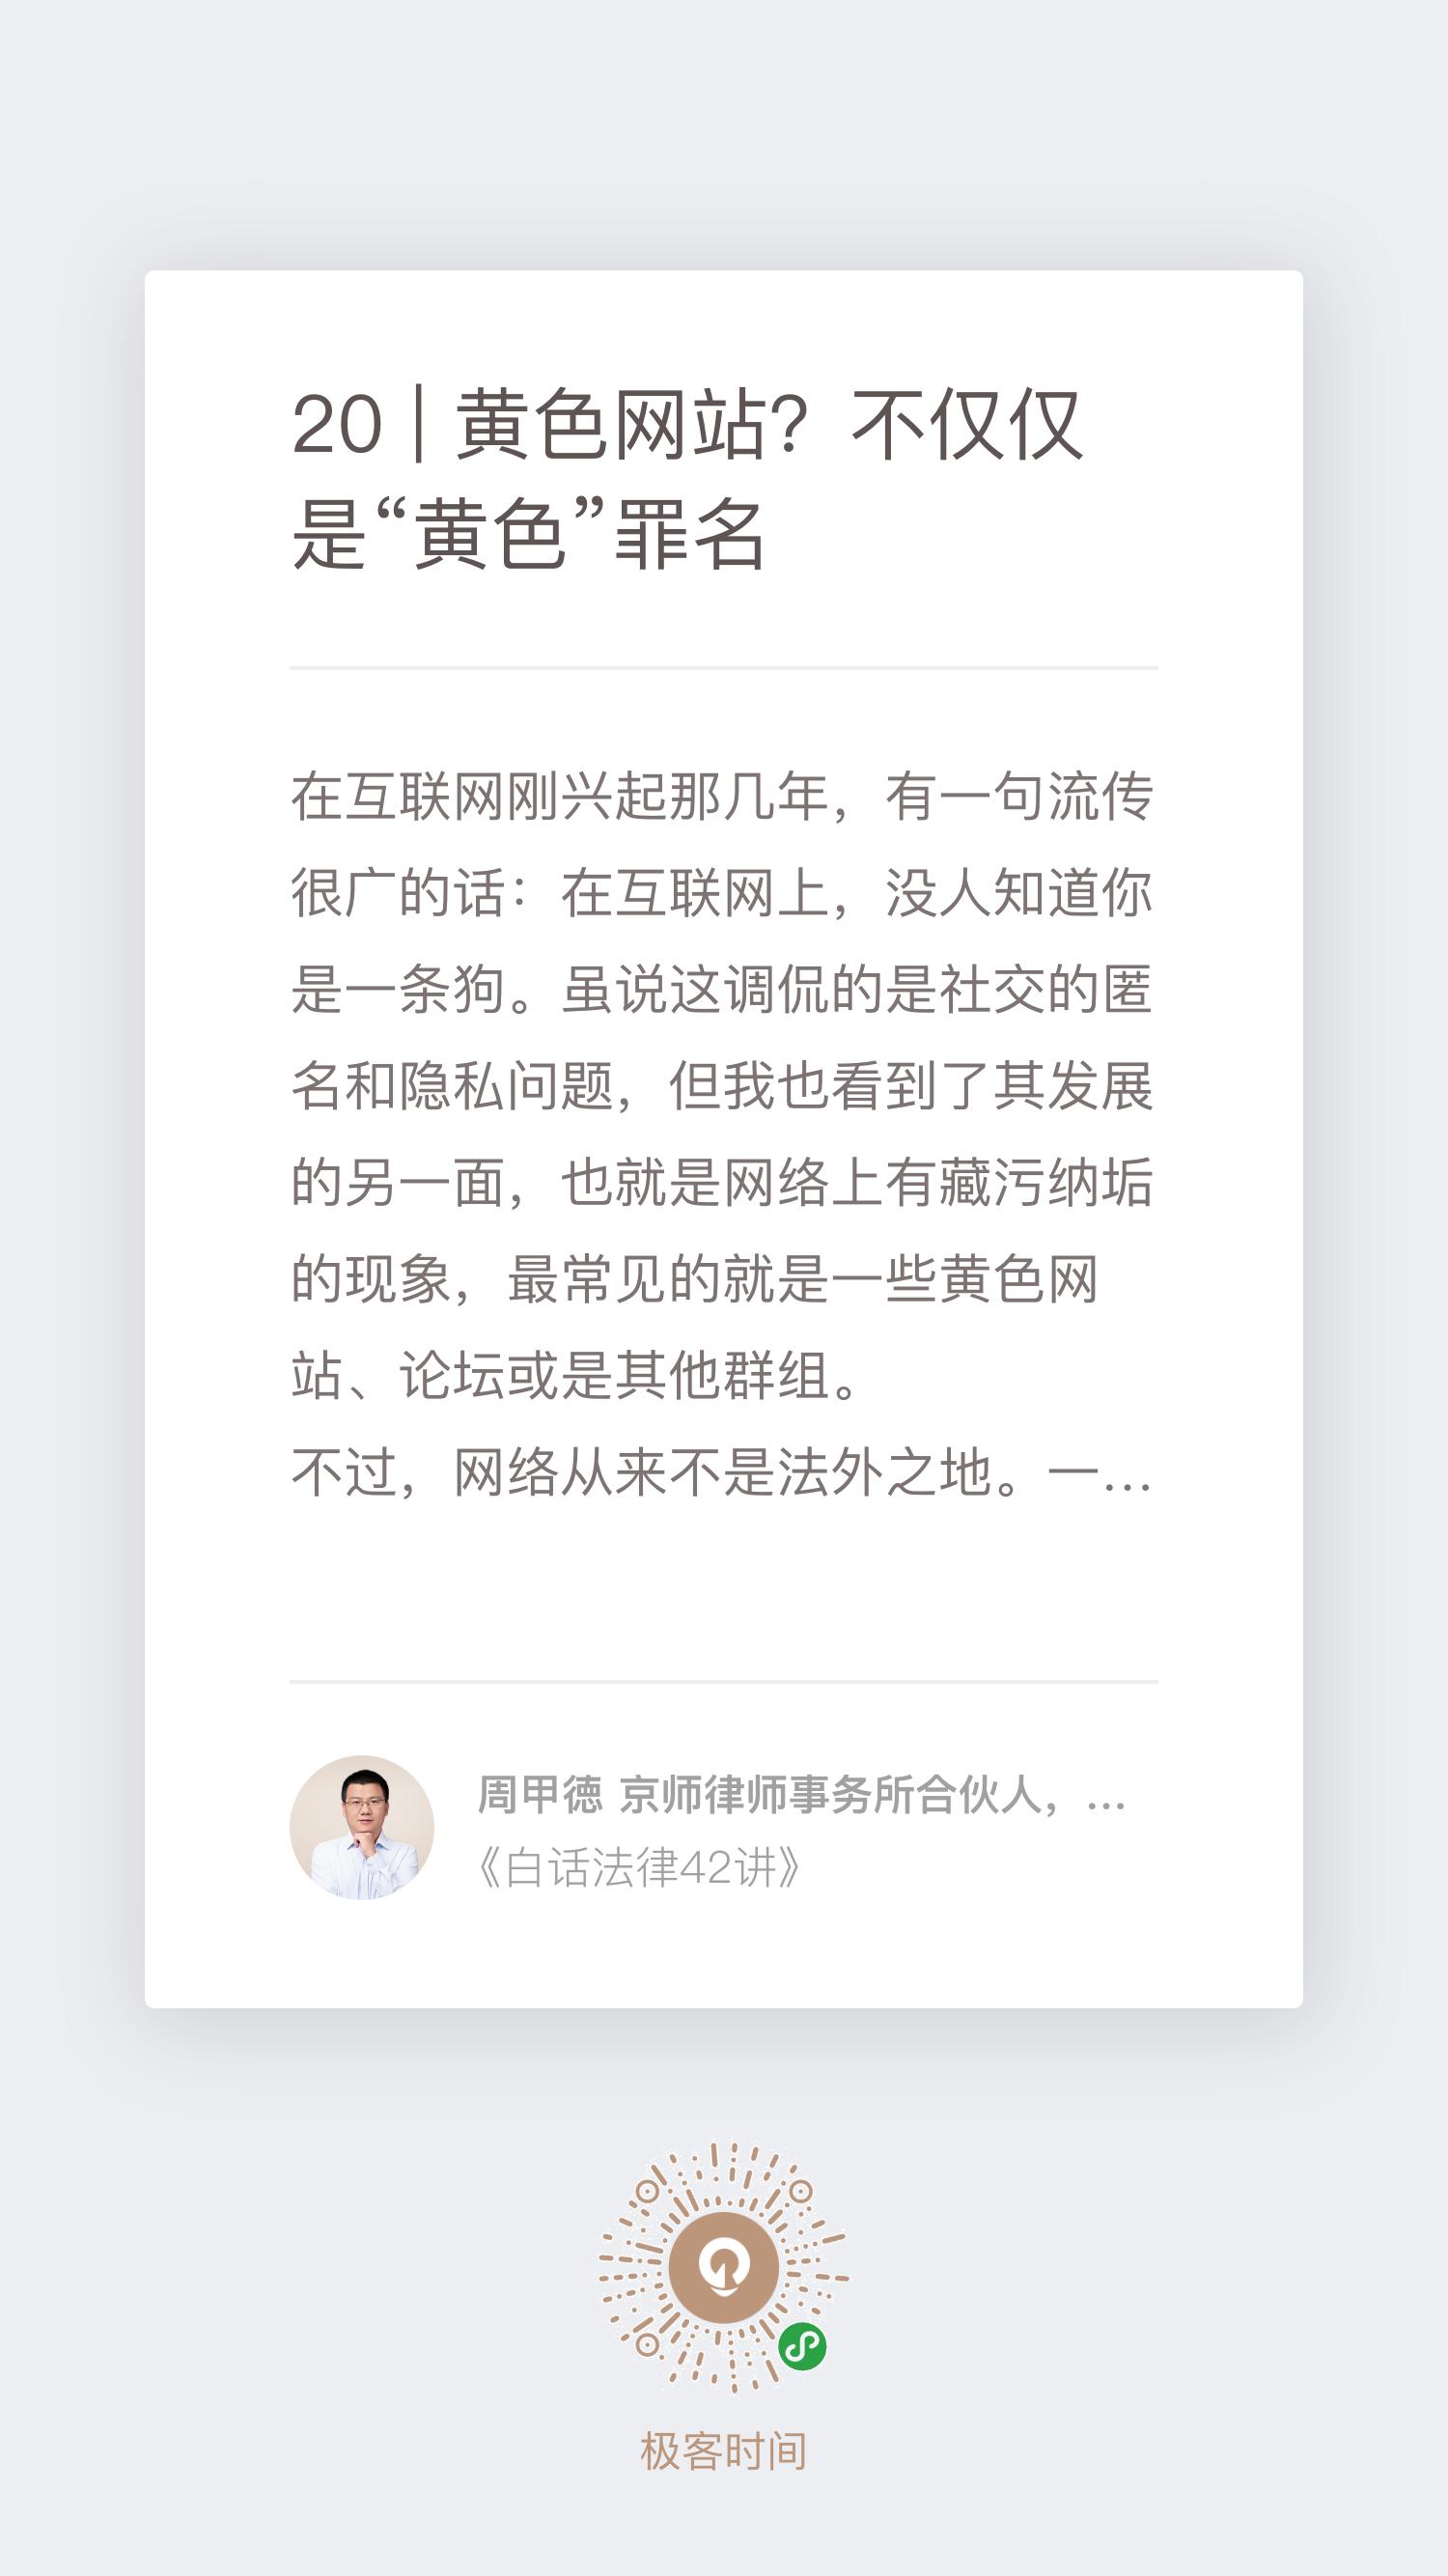 20 | 黄色网站？不仅仅
是“黄色”罪名
在互联网刚兴起那几年，有一句流传
很广的话：在互联网上，没人知道你
是一条狗。虽说这调侃的是社交的匿
名和隐私问题，但我也看到了其发展
的另一面，也就是网络上有藏污纳垢
的现象，最常见的就是一些黄色网
站、论坛或是其他群组。
不过，网络从来不是法外之地。一...
周甲徳 京师律师事务所合伙人，...
《白话法律42讲》
极客时间